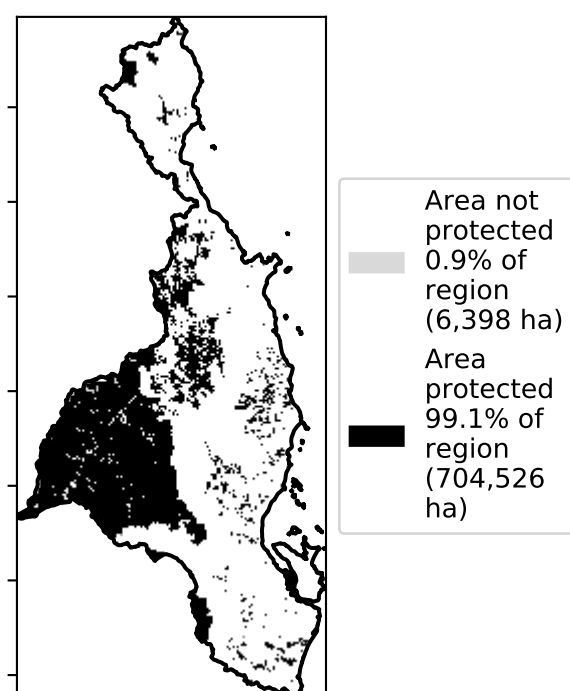 Area not
protected
0.9% of
region
(6,398 ha)
Area
protected
99.1% of
region
(704,526
ha)